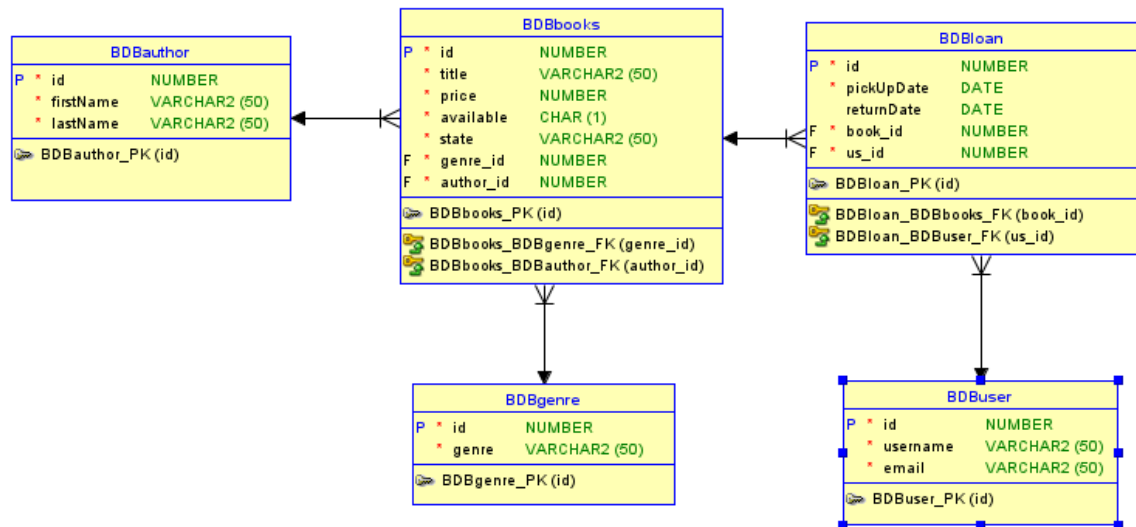 BDBauthor
P * id NUMBER
* firstName VARCHAR2 (50)
* lastName VARCHAR2 (50)
BDBauthor_PK (id)
BDBbooks
P * id NUMBER
* title VARCHAR2 (50)
* price NUMBER
* available CHAR (1)
* state VARCHAR2 (50)
F * genre_id NUMBER
F * author_id NUMBER
BDBbooks_PK (id)
BDBbooks_BDBgenre_FK (genre_id)
BDBbooks_BDBauthor_FK (author_id)
BDBloan
P * id NUMBER
* pickUpDate DATE
returnDate DATE
F * book_id NUMBER
F * us_id NUMBER
BDBloan_PK (id)
BDBloan_BDBbooks_FK (book_id)
BDBloan_BDBuser_FK (us_id)
BDBgenre
P * id NUMBER
* genre VARCHAR2 (50)
BDBgenre_PK (id)
BDBuser
P * id NUMBER
* username VARCHAR2 (50)
* email VARCHAR2 (50)
BDBuser_PK (id)